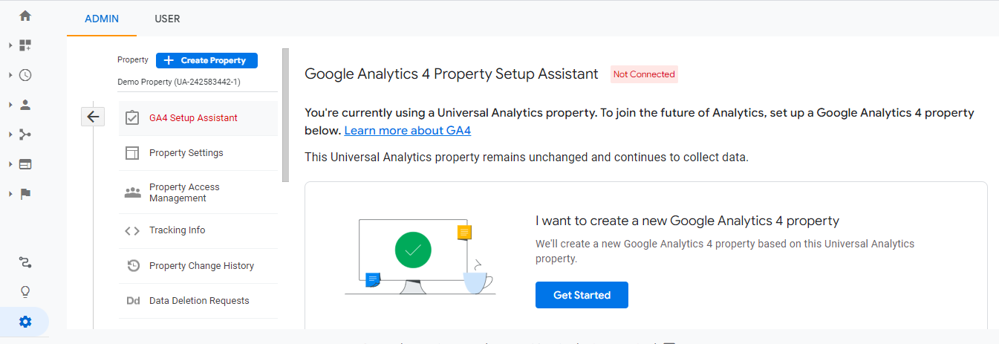 ADMIN
USER
Property
Create Property
Demo Property (UA-242583442-1)
GA4 Setup Assistant
Property Settings
Property Access
Management
Tracking Info
Property Change History
Dd Data Deletion Requests
Google Analytics 4 Property Setup Assistant
Not Connected
You're currently using a Universal Analytics property. To join the future of Analytics, set up a Google Analytics 4 property
below. Learn more about GA4
This Universal Analytics property remains unchanged and continues to collect data.
I want to create a new Google Analytics 4 property
We'll create a new Google Analytics 4 property based on this Universal Analytics
property.
Get Started